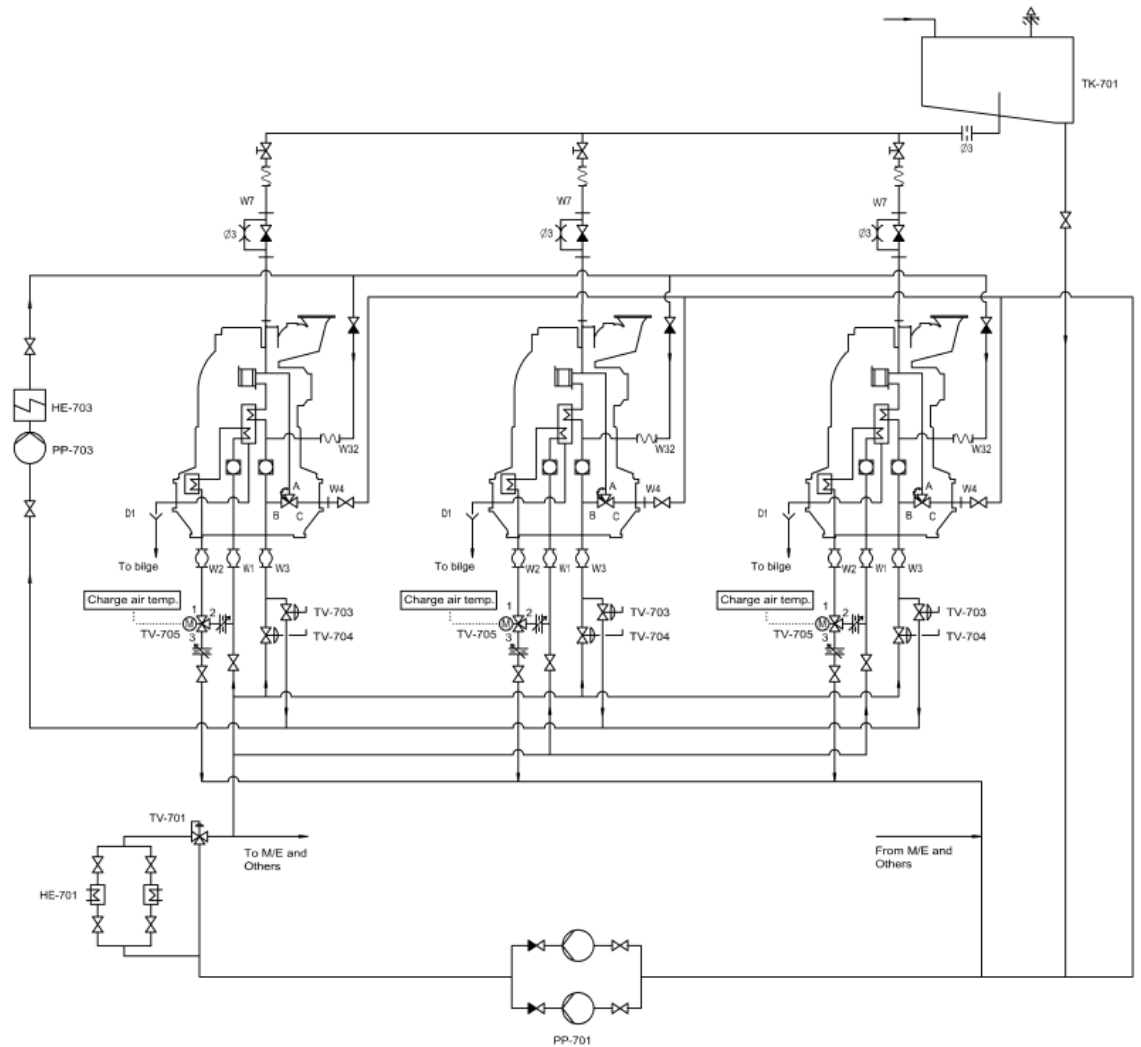 TK-701
Ø3
W7
W7
W7
Ø3
Ø3
Ø3
HE-703
PP-703
W32
W32
W32
A
W4
A
W4
A
W4
D1
B
C
D1
B
C
D1
B
C
To bilge
W2
W1
W3
To bilge
W2
W1
W3
To bilge
W2
W1
W3
Charge air temp.
1
2
TV-703
Charge air temp.
1
2
TV-703
Charge air temp.
1
2
TV-703
M
M
M
TV-705
3
TV-704
TV-705
3
TV-704
TV-705
3
TV-704
TV-701
To M/E and
Others
From M/E and
Others
HE-701
PP-701